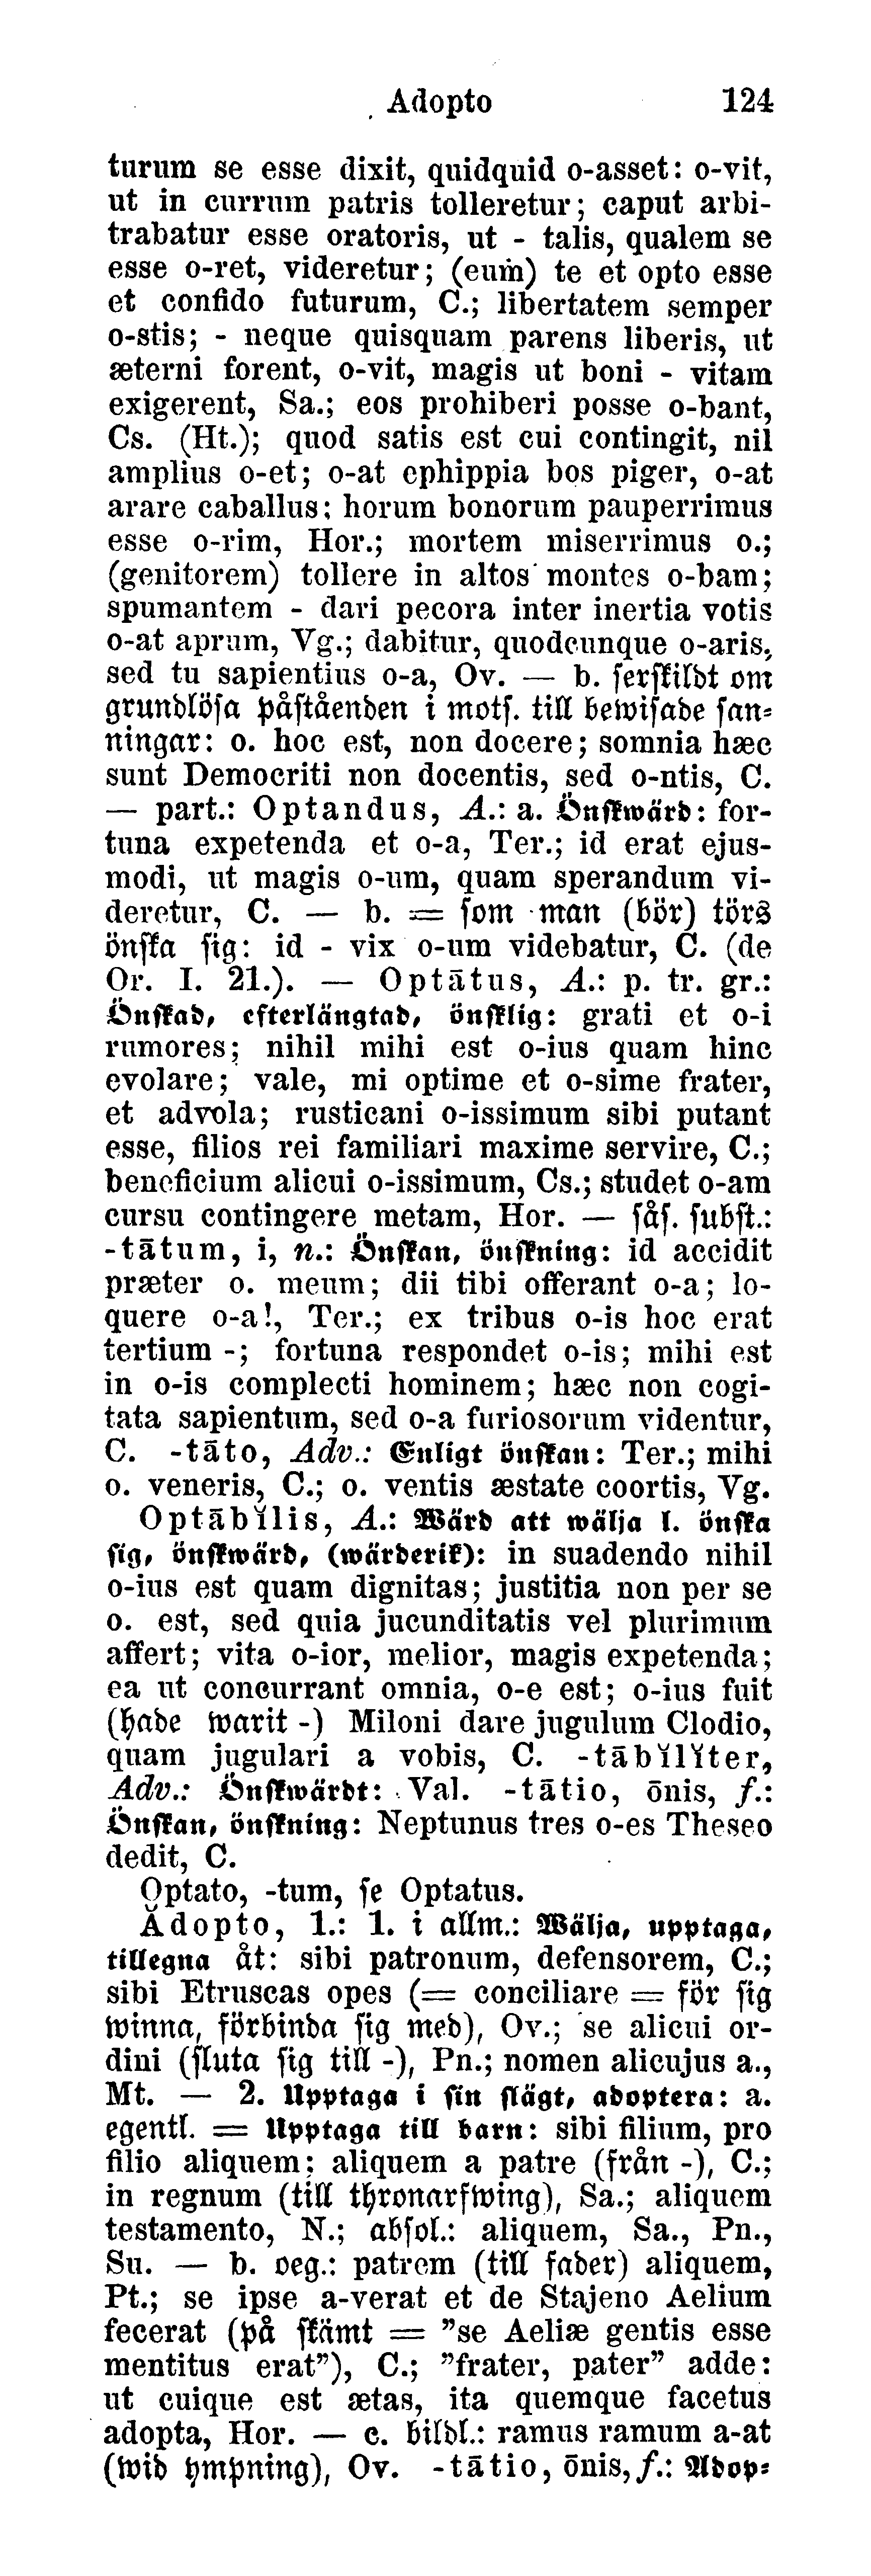 Adopto 124
turum se esse dixit, quidquid o-asset: o-vit,
ut in currum patris tolleretur; caput arbi-
trabatur esse oratoris, ut - talis, qualem se
esse o-ret, videretur; (eum) te et opto esse
et confido futurum, C.; libertatem semper
o-stis; - neque quisquam parens liberis, ut
æterni forent, o-vit, magis ut boni - vitam
exigerent, Sa.; eos prohiberi posse o-bant,
Cs. (Ht.); quod satis est cui contingit, nil
amplius o-et; o-at ephippia bos piger, o-at
arare caballus; horum bonorum pauperrimus
esse o-rim, Hor.; mortem miserrimus o.;
(genitorem) tollere in altos montes o-bam;
spumantem - dari pecora inter inertia votis
o-at aprum, Vg.; dabitur, quodcunque o-aris,
sed tu sapientius o-a, Ov. — b. ſerſkildt om
grundlöſa påſtåenden i motſ. till bewiſade ſan-
ningar: o. hoc est, non docere; somnia hæc
sunt Democriti non docentis, sed o-ntis, C.
— part.: Optandus, A.: a. Önſkwärd: for-
tuna expetenda et o-a, Ter.; id erat ejus-
modi, ut magis o-um, quam sperandum vi-
deretur, C. — b. = ſom man (bör) törs
önſka ſig: id - vix o-um videbatur, C. (de
Or. I. 21.). — Optātus, A.: p. tr. gr.:
Önſkad, efterlängtad, önſklig: grati et o-i
rumores; nihil mihi est o-ius quam hinc
evolare; vale, mi optime et o-sime frater,
et advola; rusticani o-issimum sibi putant
esse, filios rei familiari maxime servire, C.;
beneficium alicui o-issimum, Cs.; studet o-am
cursu contingere metam, Hor. — ſåſ. ſubſt.:
-tātum, i, n.: Önſkan, önſkning: id accidit
præter o. meum; dii tibi offerant o-a; lo-
quere o-a!, Ter.; ex tribus o-is hoc erat
tertium -; fortuna respondet o-is; mihi est
in o-is complecti hominem; hæc non cogi-
tata sapientum, sed o-a furiosorum videntur,
C. -tāto, Adv.: Enligt önſkan: Ter.; mihi
o. veneris, C.; o. ventis æstate coortis, Vg.
Optābĭlis, A.: Wärd att wälja l. önſka
ſig, önſkwärd, (wärderik): in suadendo nihil
o-ius est quam dignitas; justitia non per se
o. est, sed quia jucunditatis vel plurimum
affert; vita o-ior, melior, magis expetenda;
ea ut concurrant omnia, o-e est; o-ius fuit
(hade warit -) Miloni dare jugulum Clodio,
quam jugulari a vobis, C. -tābĭlĭter,
Adv.: Önſkwärdt: Val. -tātio, ōnis, f.:
Önſkan, önſkning: Neptunus tres o-es Theseo
dedit, C.
Optato, -tum, ſe Optatus.
Ădopto, 1.: 1. i allm.: Wälja, upptaga,
tillegna åt: sibi patronum, defensorem, C.;
sibi Etruscas opes (= conciliare = för ſig
winna, förbinda ſig med), Ov.; se alicui or-
dini (ſluta ſig till -), Pn.; nomen alicujus a.,
Mt. — 2. Upptaga i ſin ſlägt, adoptera: a.
egentl. = Upptaga till barn: sibi filium, pro
filio aliquem; aliquem a patre (från -), C.;
in regnum (till thronarfwing), Sa.; aliquem
testamento, N.; abſol.: aliquem, Sa., Pn.,
Su. — b. oeg.: patrem (till fader) aliquem,
Pt.; se ipse a-verat et de Stajeno Aelium
fecerat (på ſkämt = ”se Aeliæ gentis esse
mentitus erat”), C.; ”frater, pater” adde:
ut cuique est ætas, ita quemque facetus
adopta, Hor. — c. bildl.: ramus ramum a-at
(wid ympning), Ov. -tātio, ōnis, f.: Adop-